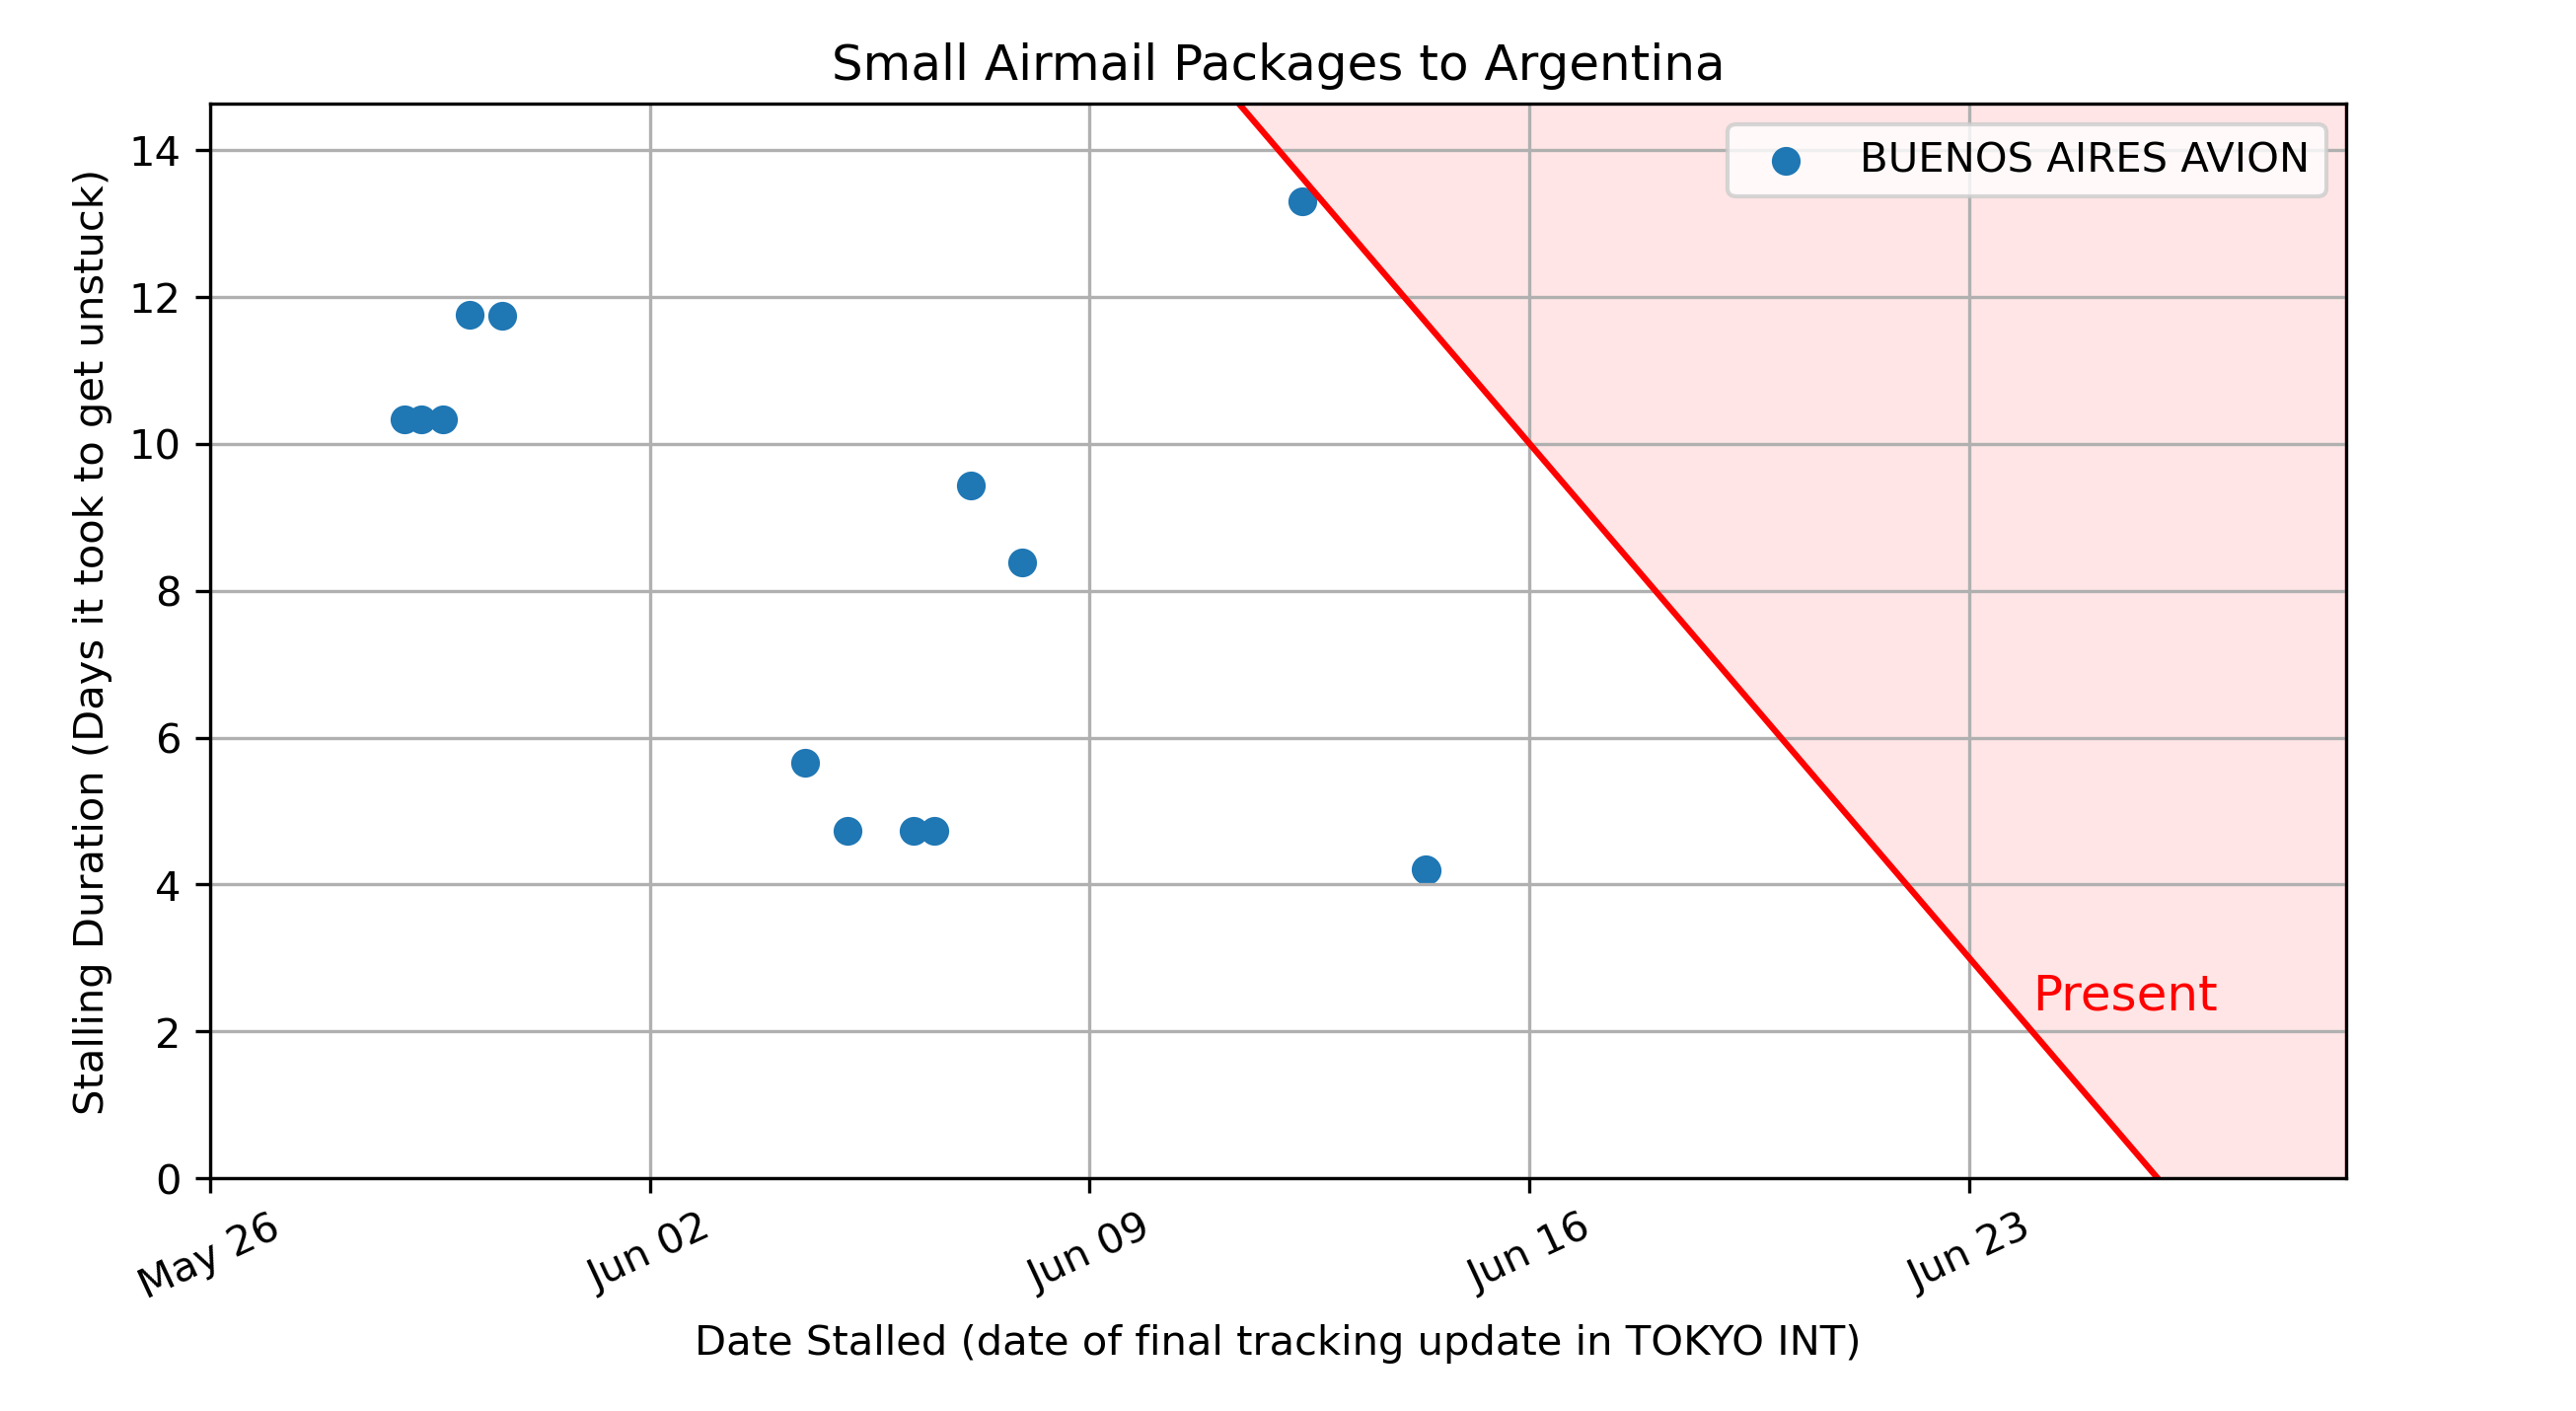 Small Airmail Packages to Argentina
BUENOS AIRES AVION
Stalling Duration (Days it took to get unstuck)
14
12
10
8
6
4
2
0
Present
May 26
Jun 02
Jun 09
Jun 16
Jun 23
Date Stalled (date of final tracking update in TOKYO INT)